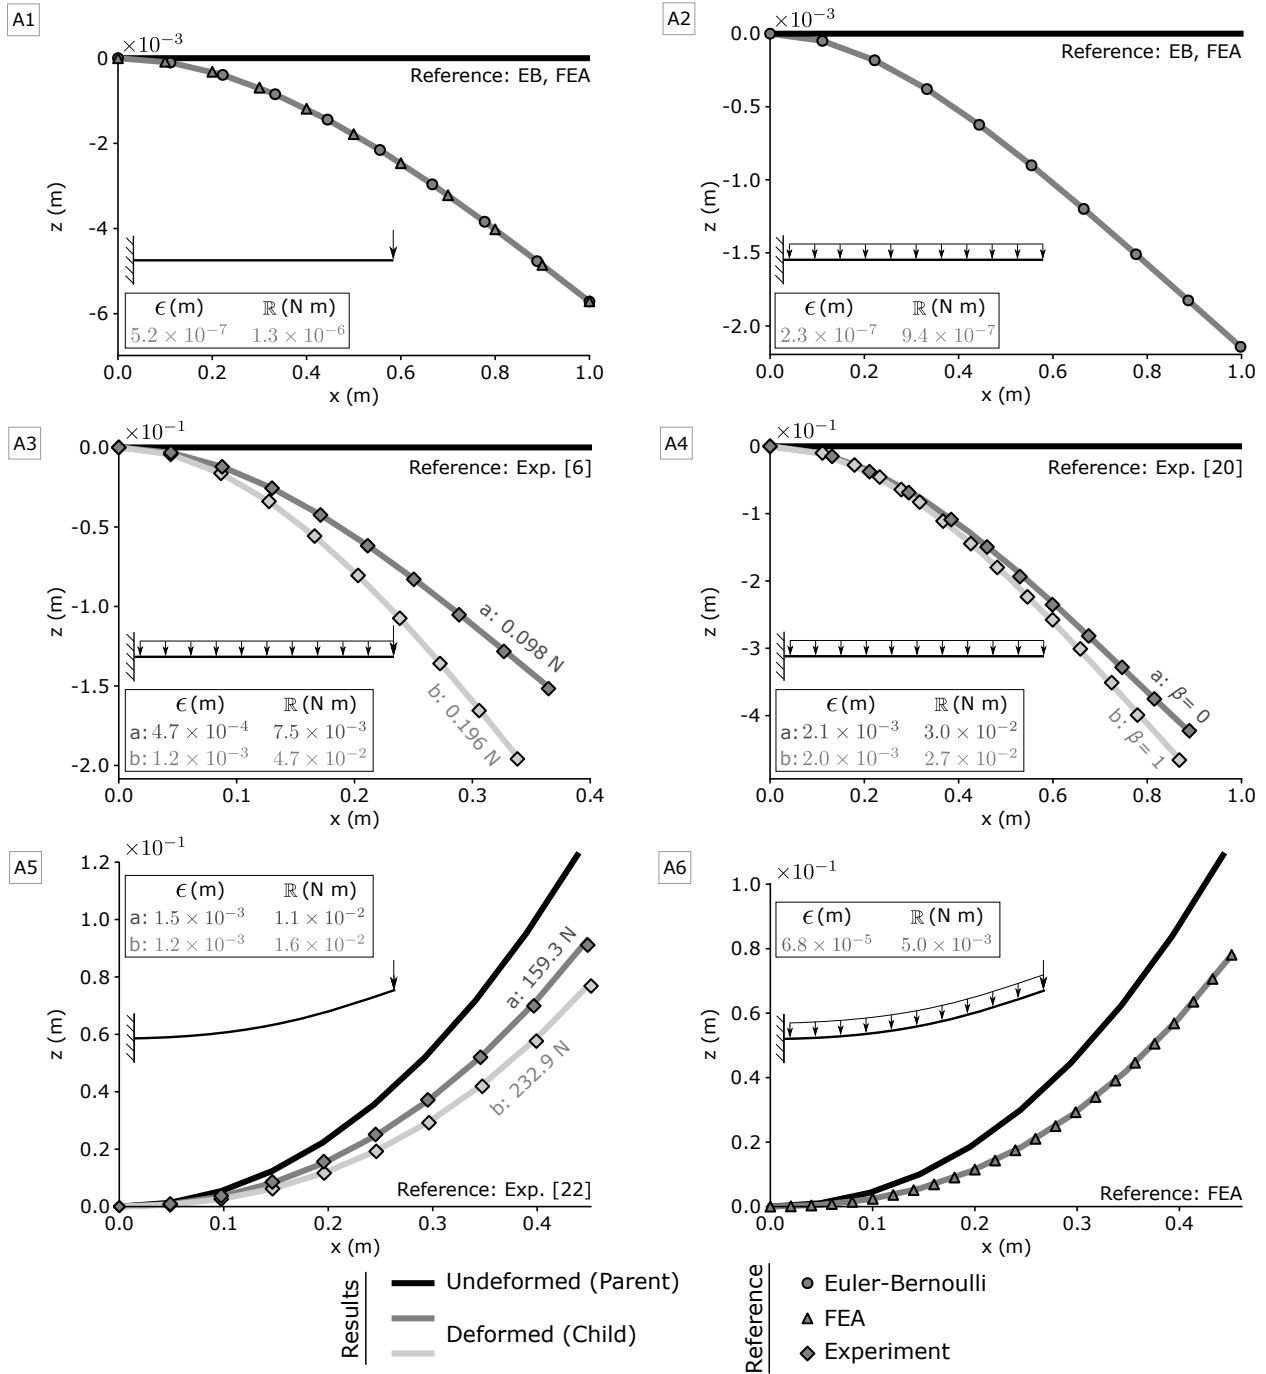 A1
×10⁻³
0
-2
-4
-6
z (m)
Reference: EB, FEA
ϵ (m) ℝ (N m)
5.2 × 10⁻⁷ 1.3 × 10⁻⁶
0.0 0.2 0.4 0.6 0.8 1.0
x (m)
A2
×10⁻³
0.0
-0.5
-1.0
-1.5
-2.0
z (m)
Reference: EB, FEA
ϵ (m) ℝ (N m)
2.3 × 10⁻⁷ 9.4 × 10⁻⁷
0.0 0.2 0.4 0.6 0.8 1.0
x (m)
A3
×10⁻¹
0.0
-0.5
-1.0
-1.5
-2.0
z (m)
Reference: Exp. [6]
a: 0.098 N
b: 0.196 N
ϵ (m) ℝ (N m)
a: 4.7 × 10⁻⁴ 7.5 × 10⁻³
b: 1.2 × 10⁻³ 4.7 × 10⁻²
0.0 0.1 0.2 0.3 0.4
x (m)
A4
×10⁻¹
0
-1
-2
-3
-4
z (m)
Reference: Exp. [20]
a: β= 0
b: β= 1
ϵ (m) ℝ (N m)
a: 2.1 × 10⁻³ 3.0 × 10⁻²
b: 2.0 × 10⁻³ 2.7 × 10⁻²
0.0 0.2 0.4 0.6 0.8 1.0
x (m)
A5
×10⁻¹
1.2
1.0
0.8
0.6
0.4
0.2
0.0
z (m)
ϵ (m) ℝ (N m)
a: 1.5 × 10⁻³ 1.1 × 10⁻²
b: 1.2 × 10⁻³ 1.6 × 10⁻²
a: 159.3 N
b: 232.9 N
Reference: Exp. [22]
0.0 0.1 0.2 0.3 0.4
x (m)
A6
×10⁻¹
1.0
0.8
0.6
0.4
0.2
0.0
z (m)
ϵ (m) ℝ (N m)
6.8 × 10⁻⁵ 5.0 × 10⁻³
Reference: FEA
0.0 0.1 0.2 0.3 0.4
x (m)
Results
Undeformed (Parent)
Deformed (Child)
Reference
Euler-Bernoulli
FEA
Experiment